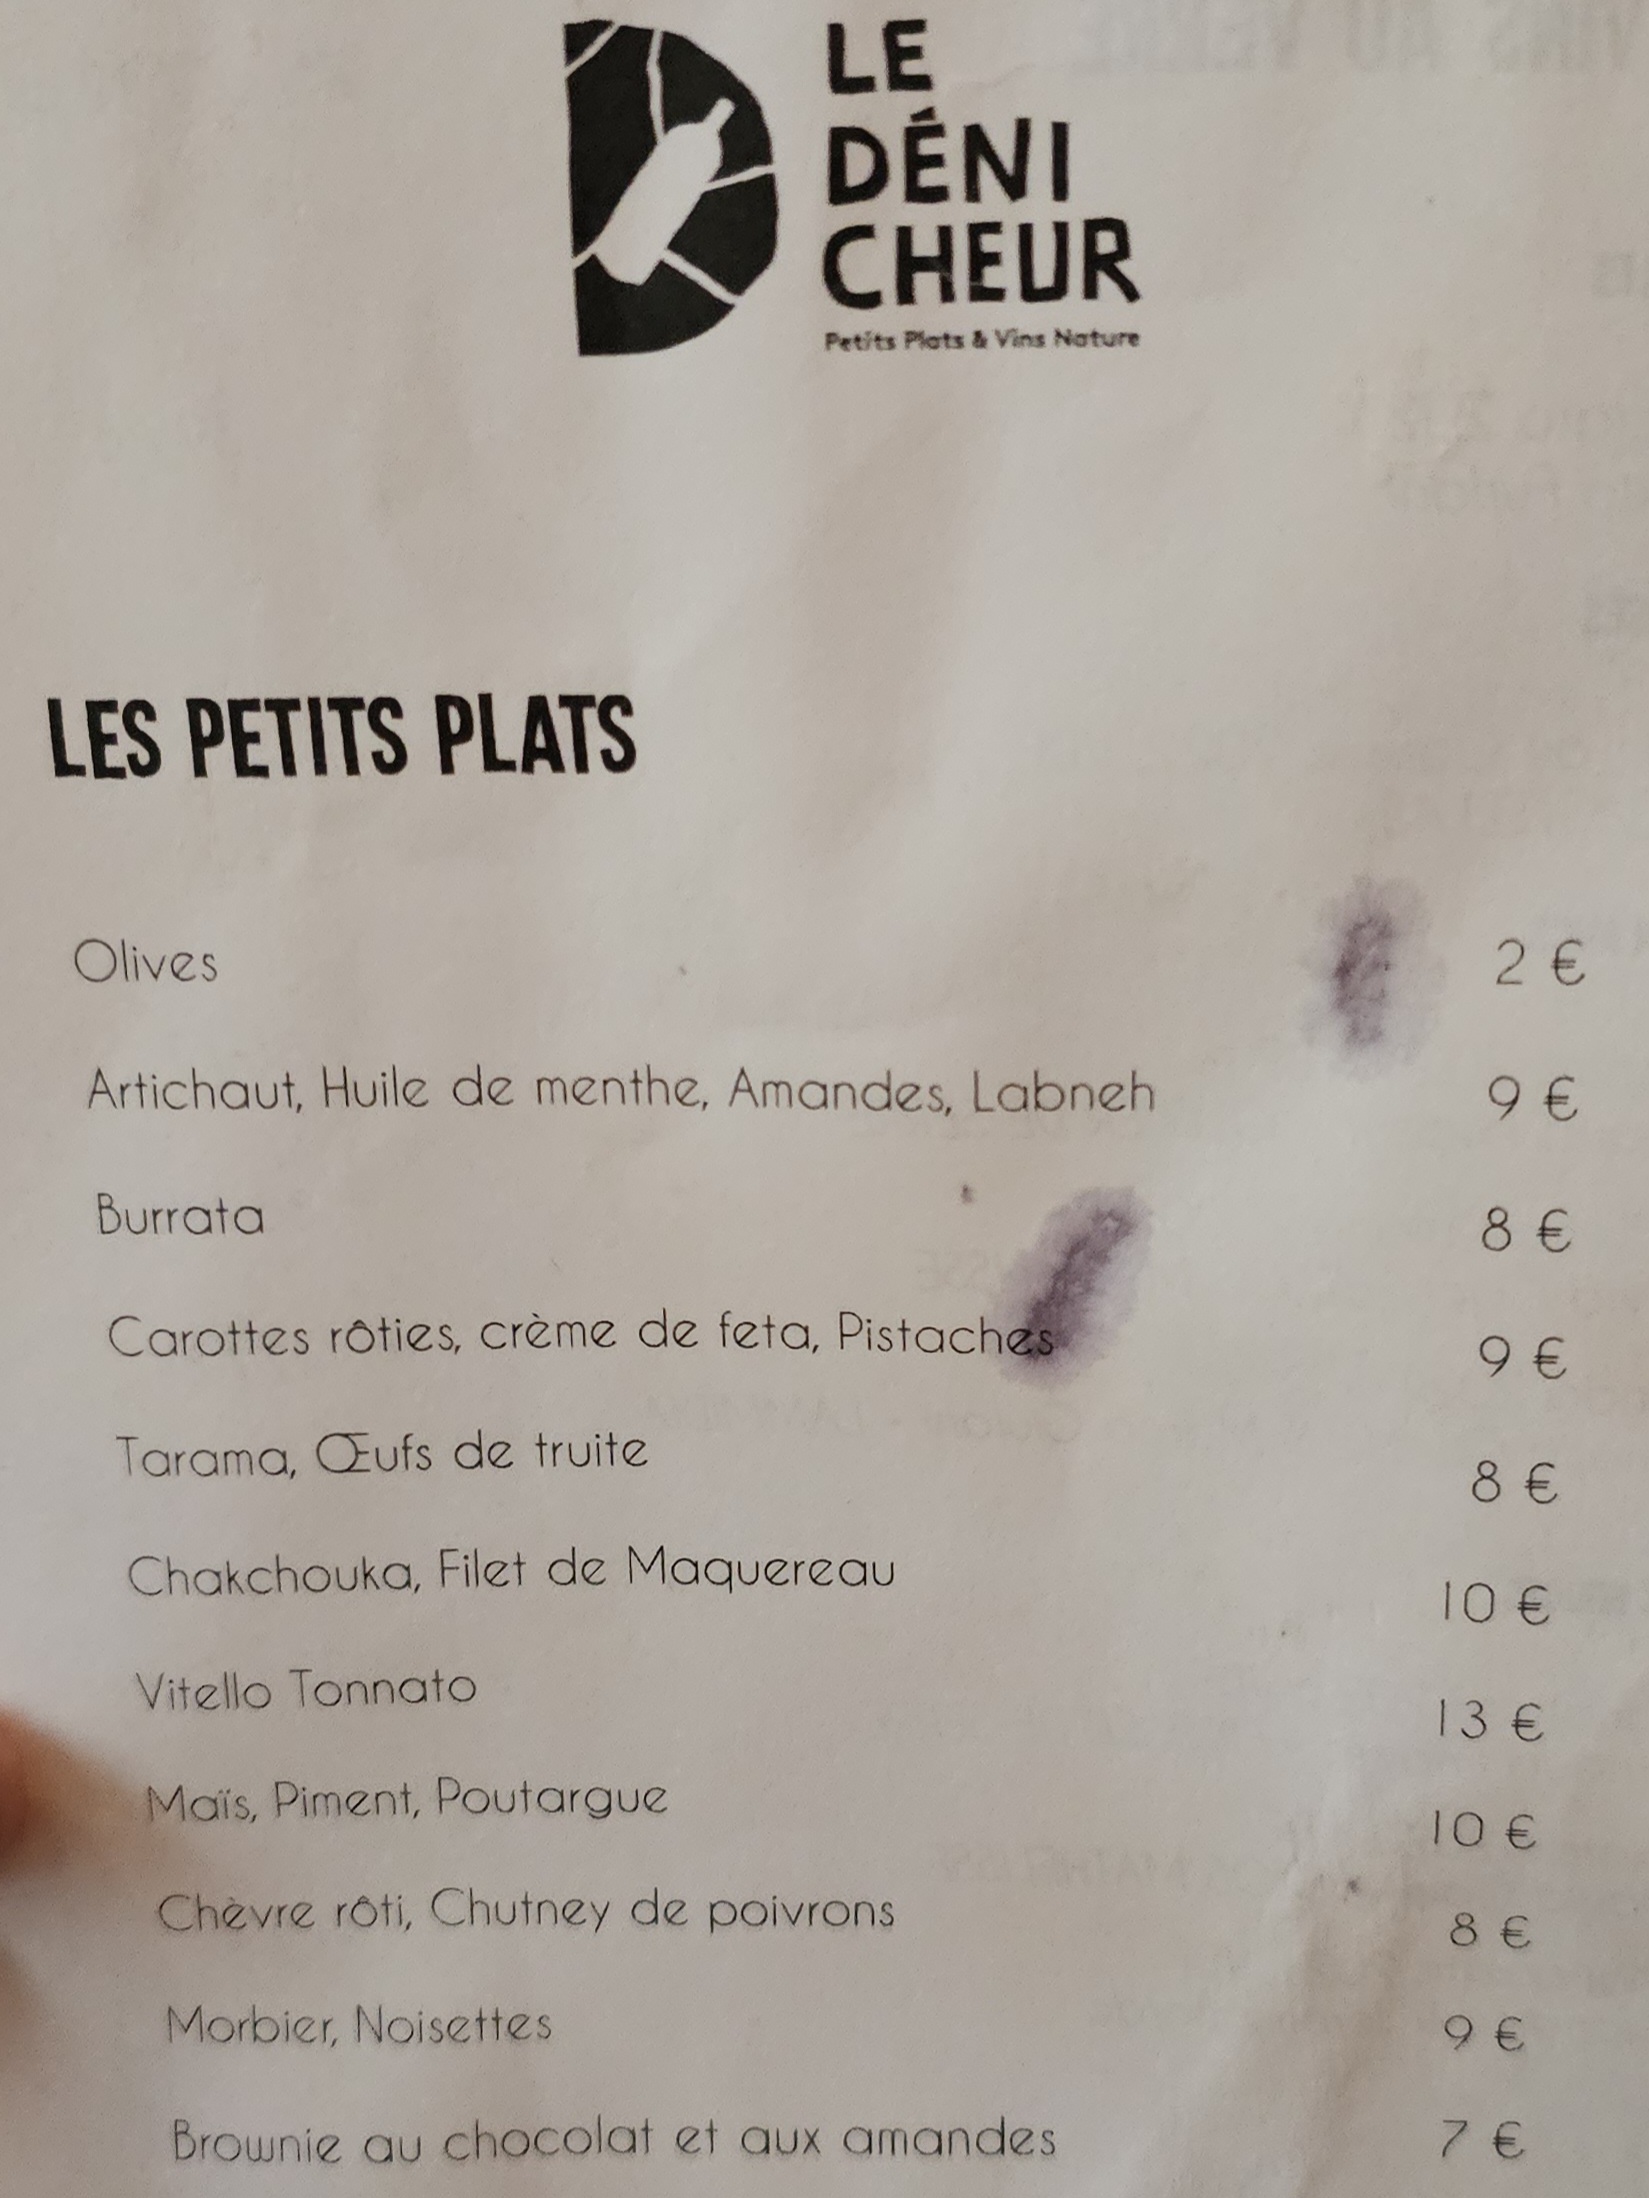 LE
DÉNI
CHEUR
Petits Plats & Vins Nature
LES PETITS PLATS
Olives 2 €
Artichaut, Huile de menthe, Amandes, Labneh 9 €
Burrata 8 €
Carottes rôties, crème de feta, Pistaches 9 €
Tarama, Œufs de truite 8 €
Chakchouka, Filet de Maquereau 10 €
Vitello Tonnato 13 €
Maïs, Piment, Poutargue 10 €
Chèvre rôti, Chutney de poivrons 8 €
Morbier, Noisettes 9 €
Brownie au chocolat et aux amandes 7 €